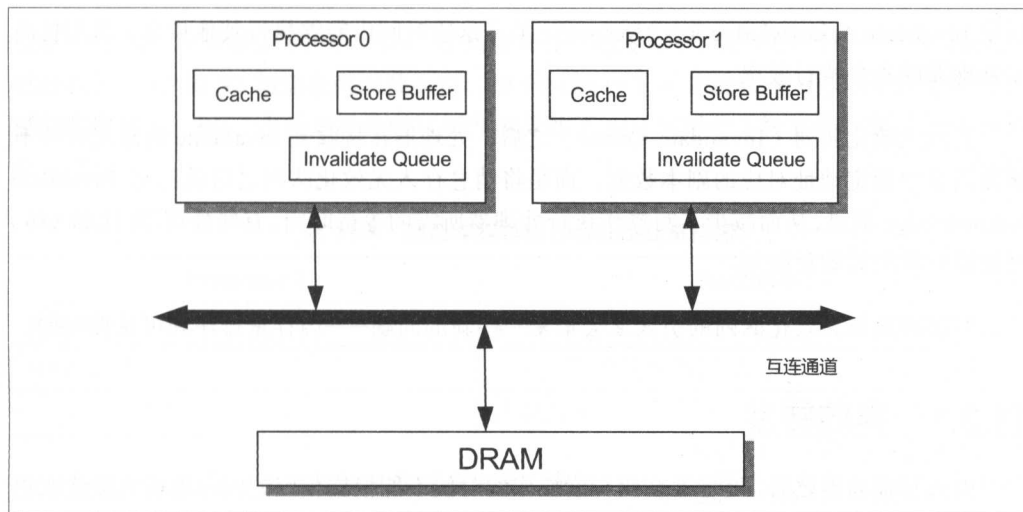 Processor 0
Processor 1
Cache
Store Buffer
Cache
Store Buffer
Invalidate Queue
Invalidate Queue
互连通道
DRAM